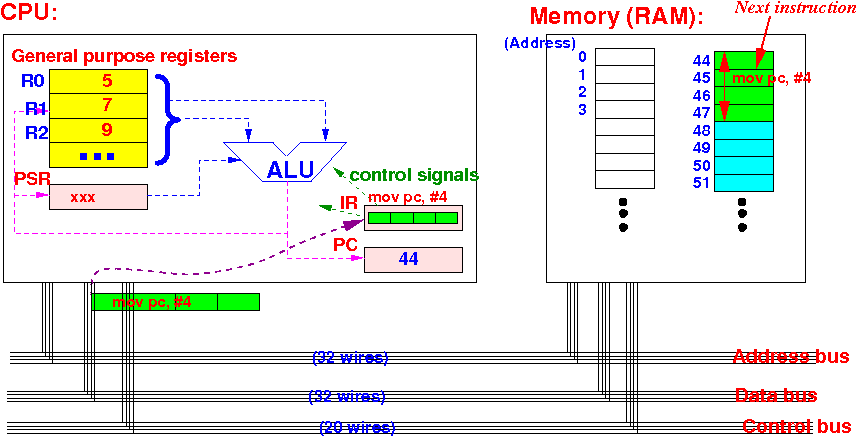 CPU:
Memory (RAM):
Next instruction
General purpose registers
(Address)
R0 5
R1 7
R2 9
PSR
xxx
ALU
control signals
IR
mov pc, #4
PC
44
0
1
2
3
44
45
mov pc, #4
46
47
48
49
50
51
mov pc, #4
(32 wires)
Address bus
(32 wires)
Data bus
(20 wires)
Control bus